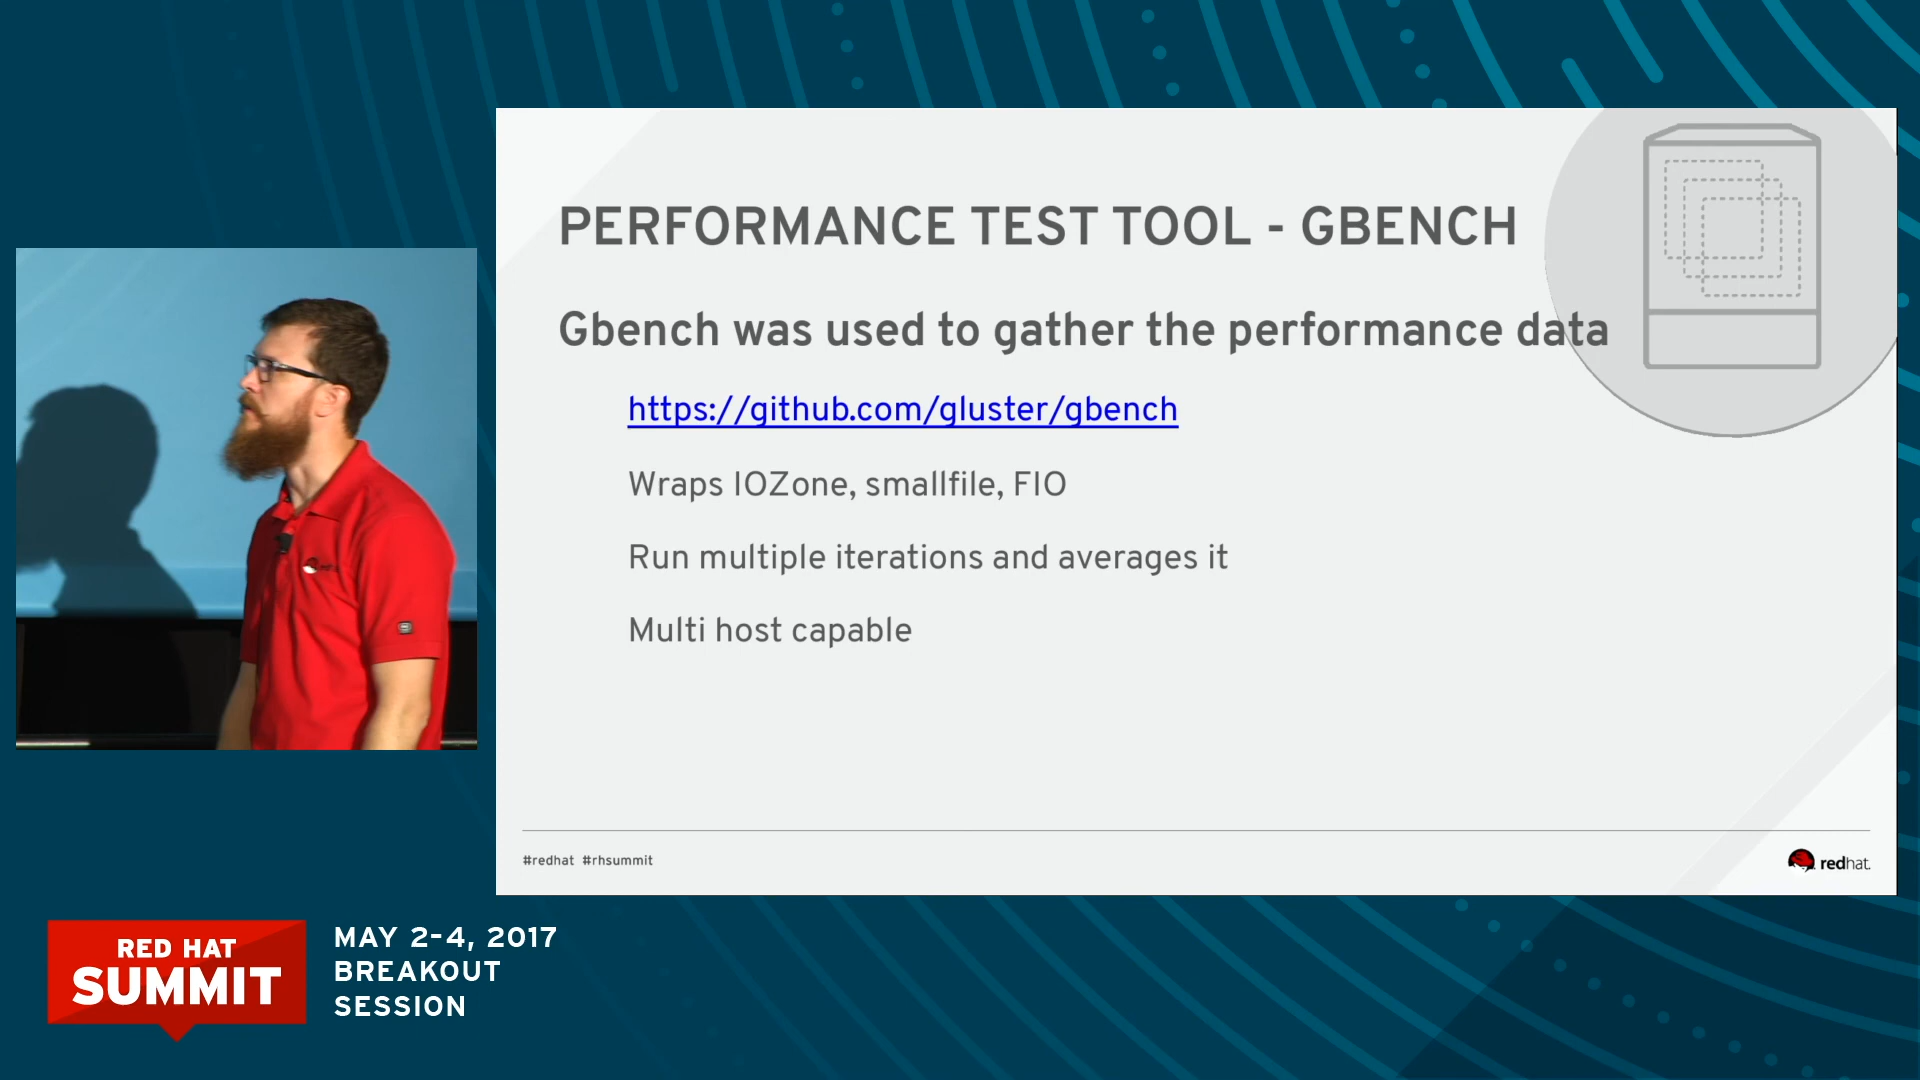 PERFORMANCE TEST TOOL - GBENCH
Gbench was used to gather the performance data
https://github.com/gluster/gbench
Wraps IOZone, smallfile, FIO
Run multiple iterations and averages it
Multi host capable
#redhat #rhsummit
redhat.
RED HAT
SUMMIT
MAY 2-4, 2017
BREAKOUT
SESSION